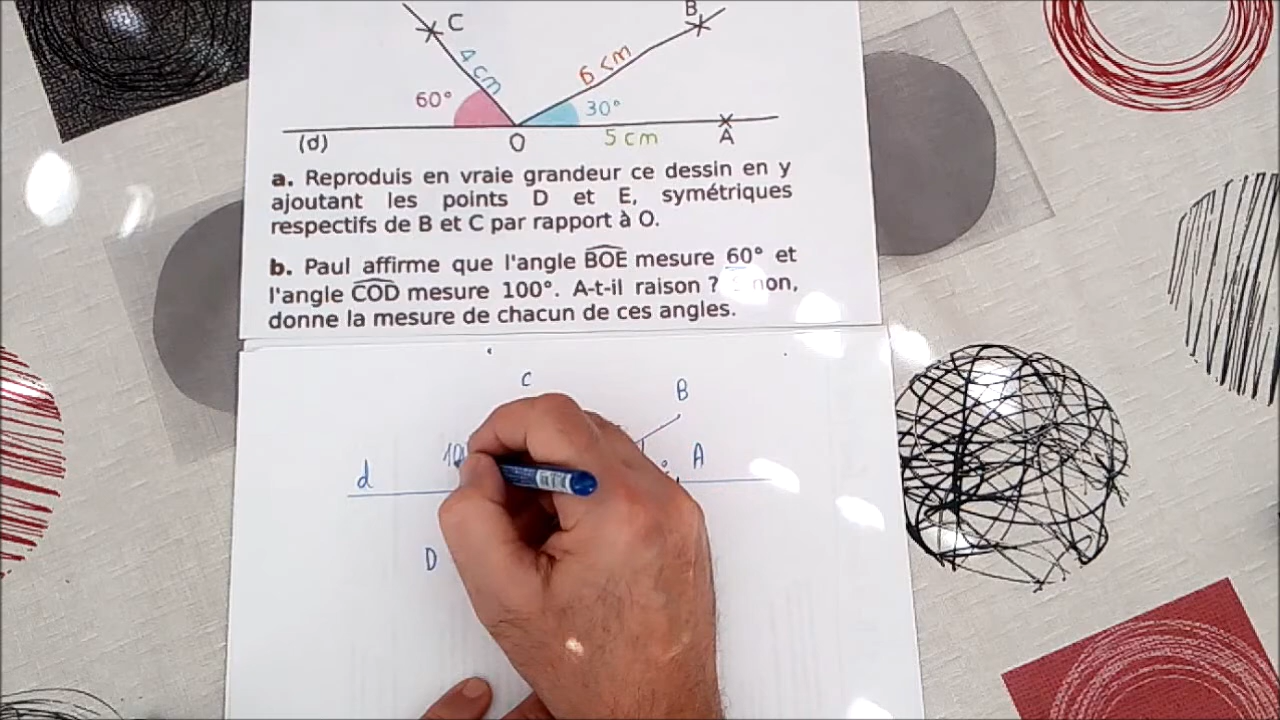 C
B
4 cm
6 cm
60°
30°
(d)
O
5 cm
A
a. Reproduis en vraie grandeur ce dessin en y
ajoutant les points D et E, symétriques
respectifs de B et C par rapport à O.
b. Paul affirme que l'angle BOE mesure 60° et
l'angle COD mesure 100°. A-t-il raison ? non,
donne la mesure de chacun de ces angles.
C
B
A
d
D